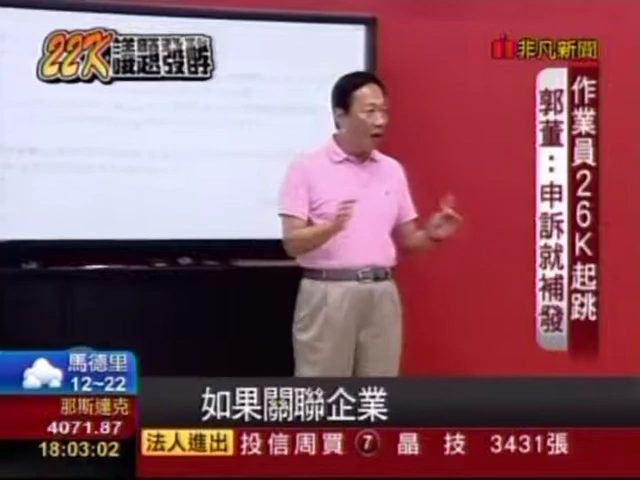 22K議題發酵
非凡新聞
作業員26K起跳
郭董：申訴就補發
馬德里
12~22
那斯達克
4071.87
18:03:02
如果關聯企業
法人進出 投信周買 7 晶 技 3431張